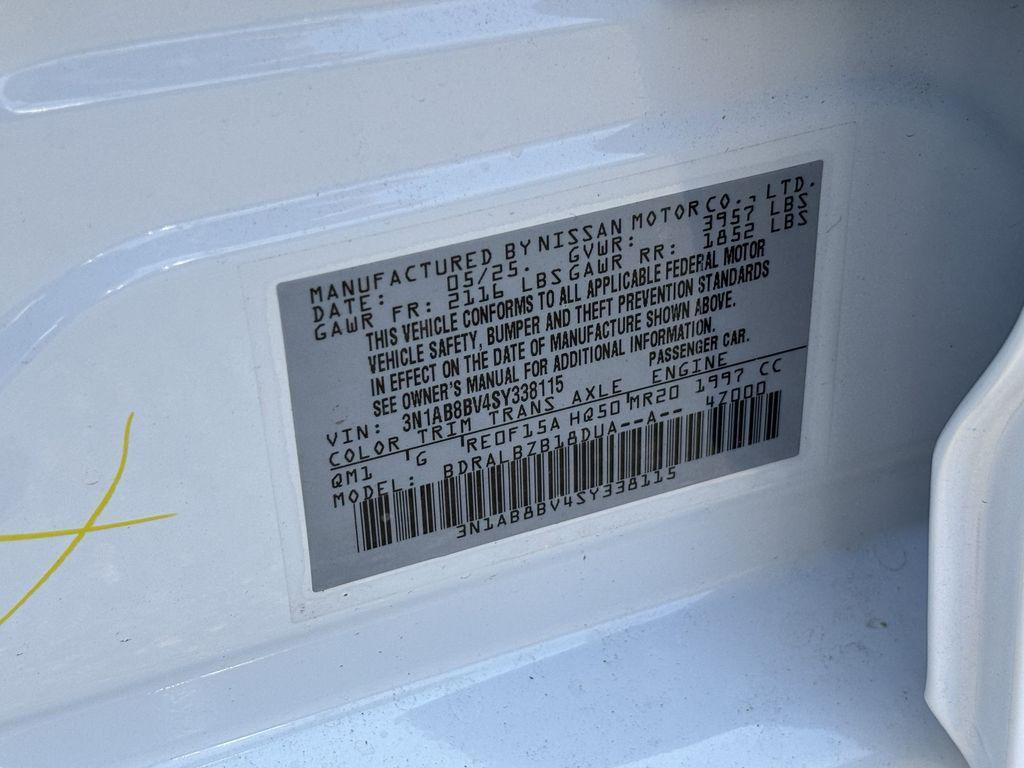 MANUFACTURED BY NISSAN MOTOR CO., LTD.
DATE: 05/25. GVWR: 3957 LBS
GAWR FR: 2116 LBS GAWR RR: 1852 LBS
THIS VEHICLE CONFORMS TO ALL APPLICABLE FEDERAL MOTOR
VEHICLE SAFETY, BUMPER AND THEFT PREVENTION STANDARDS
IN EFFECT ON THE DATE OF MANUFACTURE SHOWN ABOVE.
SEE OWNER'S MANUAL FOR ADDITIONAL INFORMATION.
VIN: 3N1AB8BV4SY338115 PASSENGER CAR.
COLOR TRIM TRANS AXLE ENGINE
QM1 'G 'RE0F15A HQ50 MR20 1997 CC
MODEL: BDRALBZB18DUA--A-- 47000
3N1AB8BV4SY338115